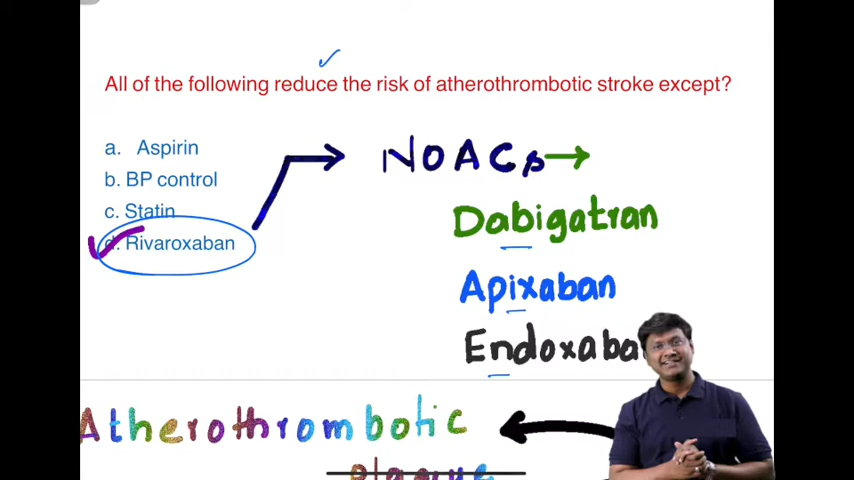 All of the following reduce the risk of atherothrombotic stroke except?
a. Aspirin
b. BP control
c. Statin
d. Rivaroxaban
NOACs
Dabigatran
Apixaban
Endoxaba
Atherothrombotic
plaque